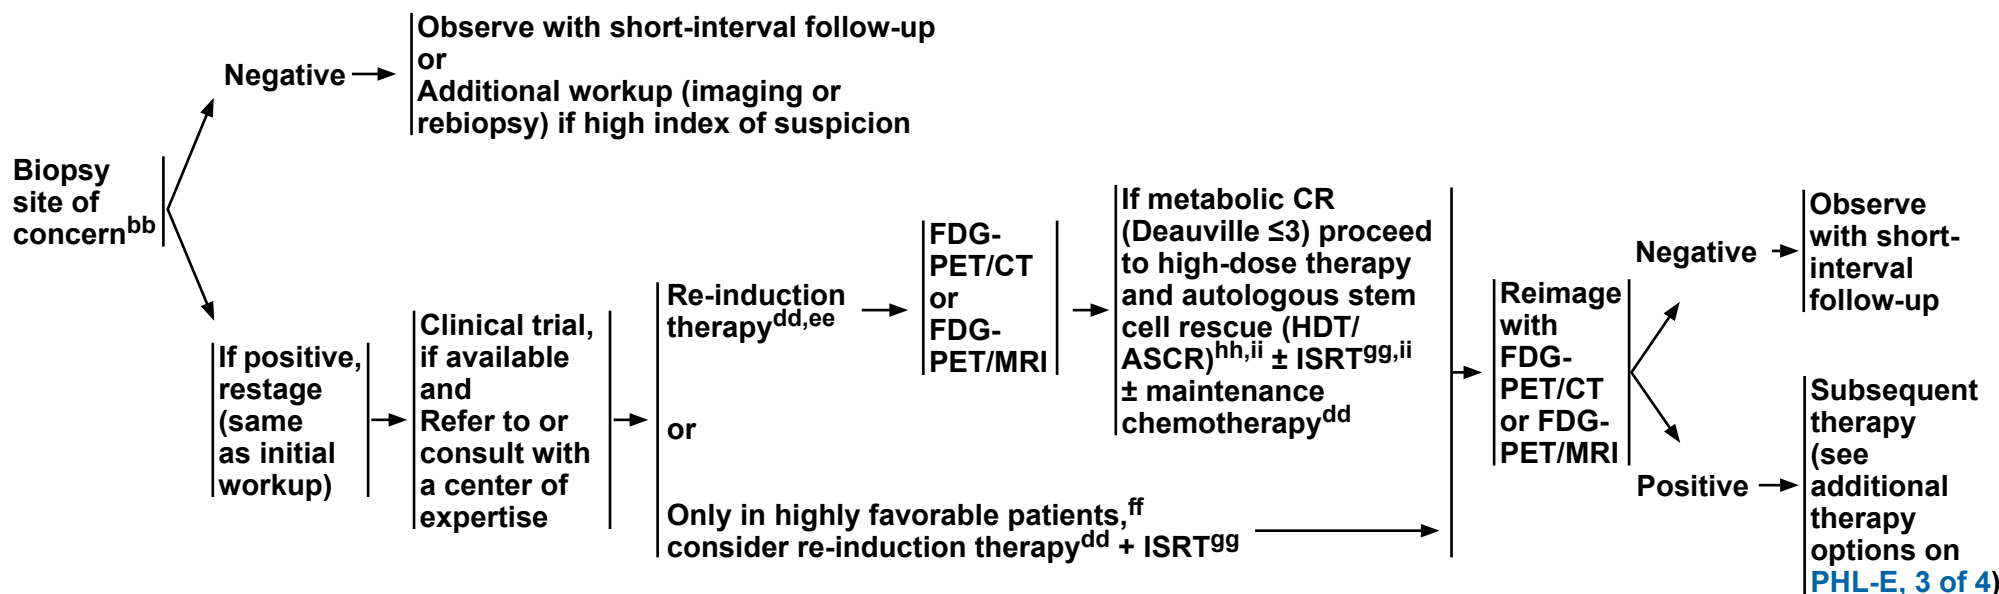 Biopsy
site of
concernbb
Negative
Observe with short-interval follow-up
or
Additional workup (imaging or
rebiopsy) if high index of suspicion
If positive,
restage
(same
as initial
workup)
Clinical trial,
if available
and
Refer to or
consult with
a center of
expertise
Re-induction
therapydd,ee
or
Only in highly favorable patients,ff
consider re-induction therapydd + ISRTgg
FDG-
PET/CT
or
FDG-
PET/MRI
If metabolic CR
(Deauville ≤3) proceed
to high-dose therapy
and autologous stem
cell rescue (HDT/
ASCR)hh,ii ± ISRTgg,ii
± maintenance
chemotherapydd
Reimage
with
FDG-
PET/CT
or FDG-
PET/MRI
Negative
Observe
with short-
interval
follow-up
Positive
Subsequent
therapy
(see
additional
therapy
options on
PHL-E, 3 of 4)